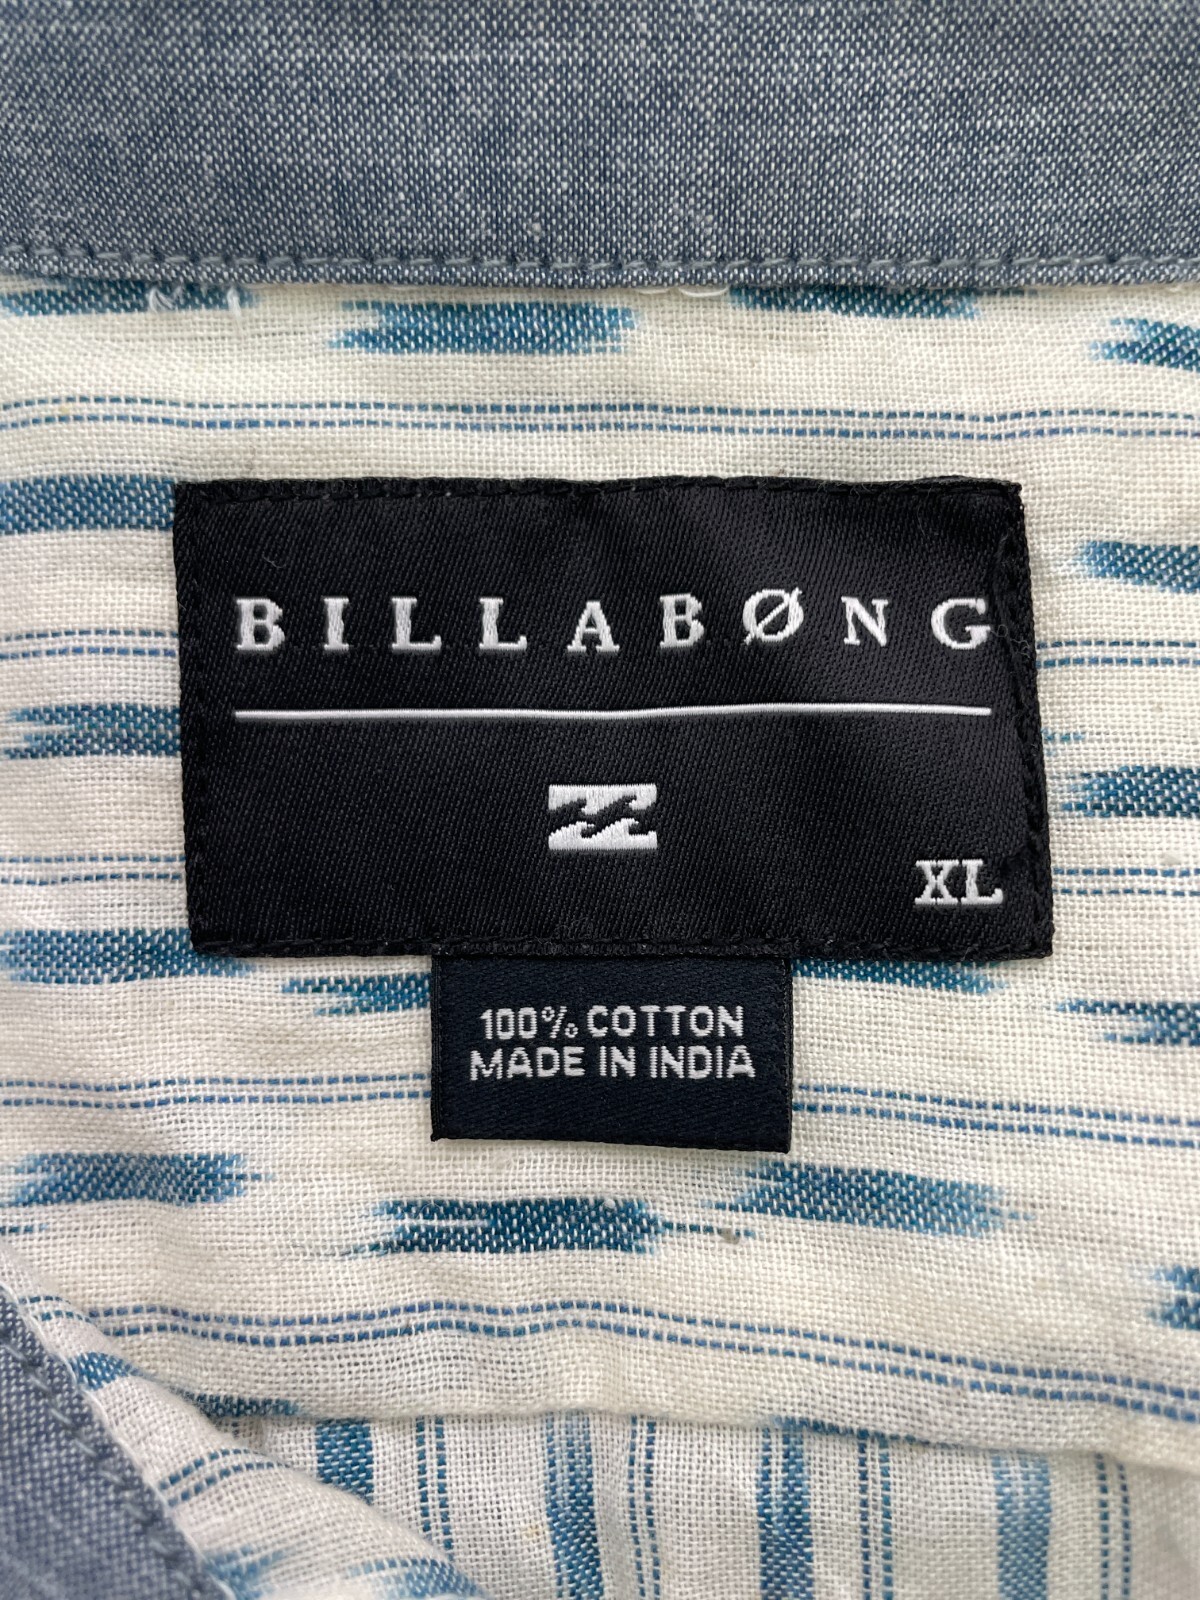 BILLABØNG
XL
100% COTTON
MADE IN INDIA